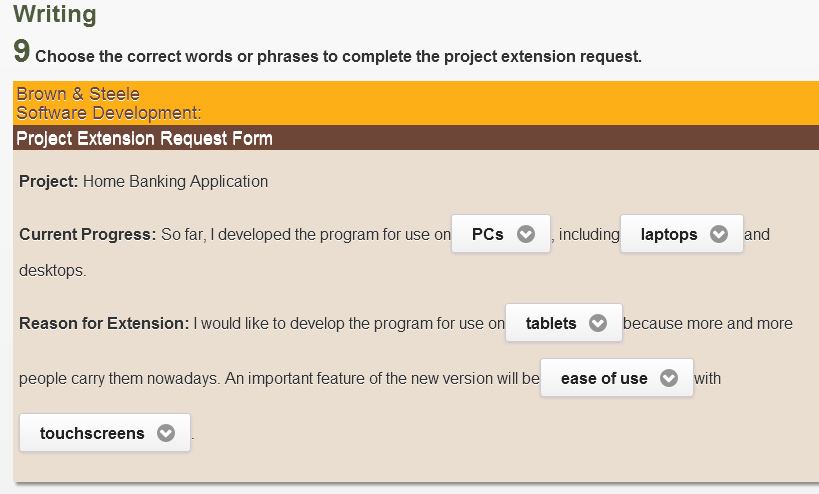 Writing
9 Choose the correct words or phrases to complete the project extension request.
Brown & Steele
Software Development:
Project Extension Request Form
Project: Home Banking Application
Current Progress: So far, I developed the program for use on PCs , including laptops and
desktops.
Reason for Extension: I would like to develop the program for use on tablets because more and more
people carry them nowadays. An important feature of the new version will be ease of use with
touchscreens .